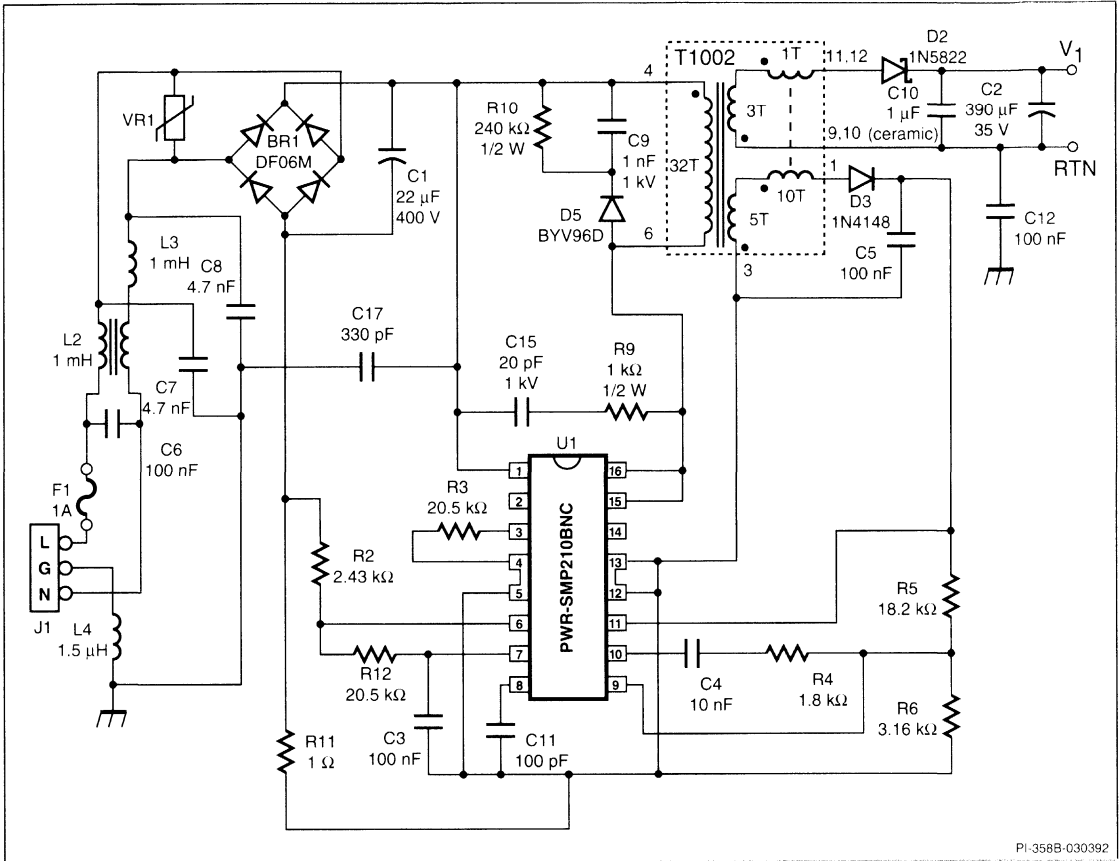 T1002
1T
11,12
D2
1N5822
V1
4
VR1
BR1
DF06M
R10
240 kΩ
1/2 W
C9
1 nF
1 kV
32T
3T
C10
1 µF
(ceramic)
9,10
C2
390 µF
35 V
RTN
C1
22 µF
400 V
D5
BYV96D
6
5T
10T
1
D3
1N4148
3
C5
100 nF
C12
100 nF
L3
1 mH
C8
4.7 nF
L2
1 mH
C7
4.7 nF
C17
330 pF
C15
20 pF
1 kV
R9
1 kΩ
1/2 W
C6
100 nF
F1
1A
L
G
N
J1
L4
1.5 µH
U1
PWR-SMP210BNC
1
2
3
4
5
6
7
8
16
15
14
13
12
11
10
9
R3
20.5 kΩ
R2
2.43 kΩ
R12
20.5 kΩ
R11
1 Ω
C3
100 nF
C11
100 pF
C4
10 nF
R4
1.8 kΩ
R5
18.2 kΩ
R6
3.16 kΩ
PI-358B-030392